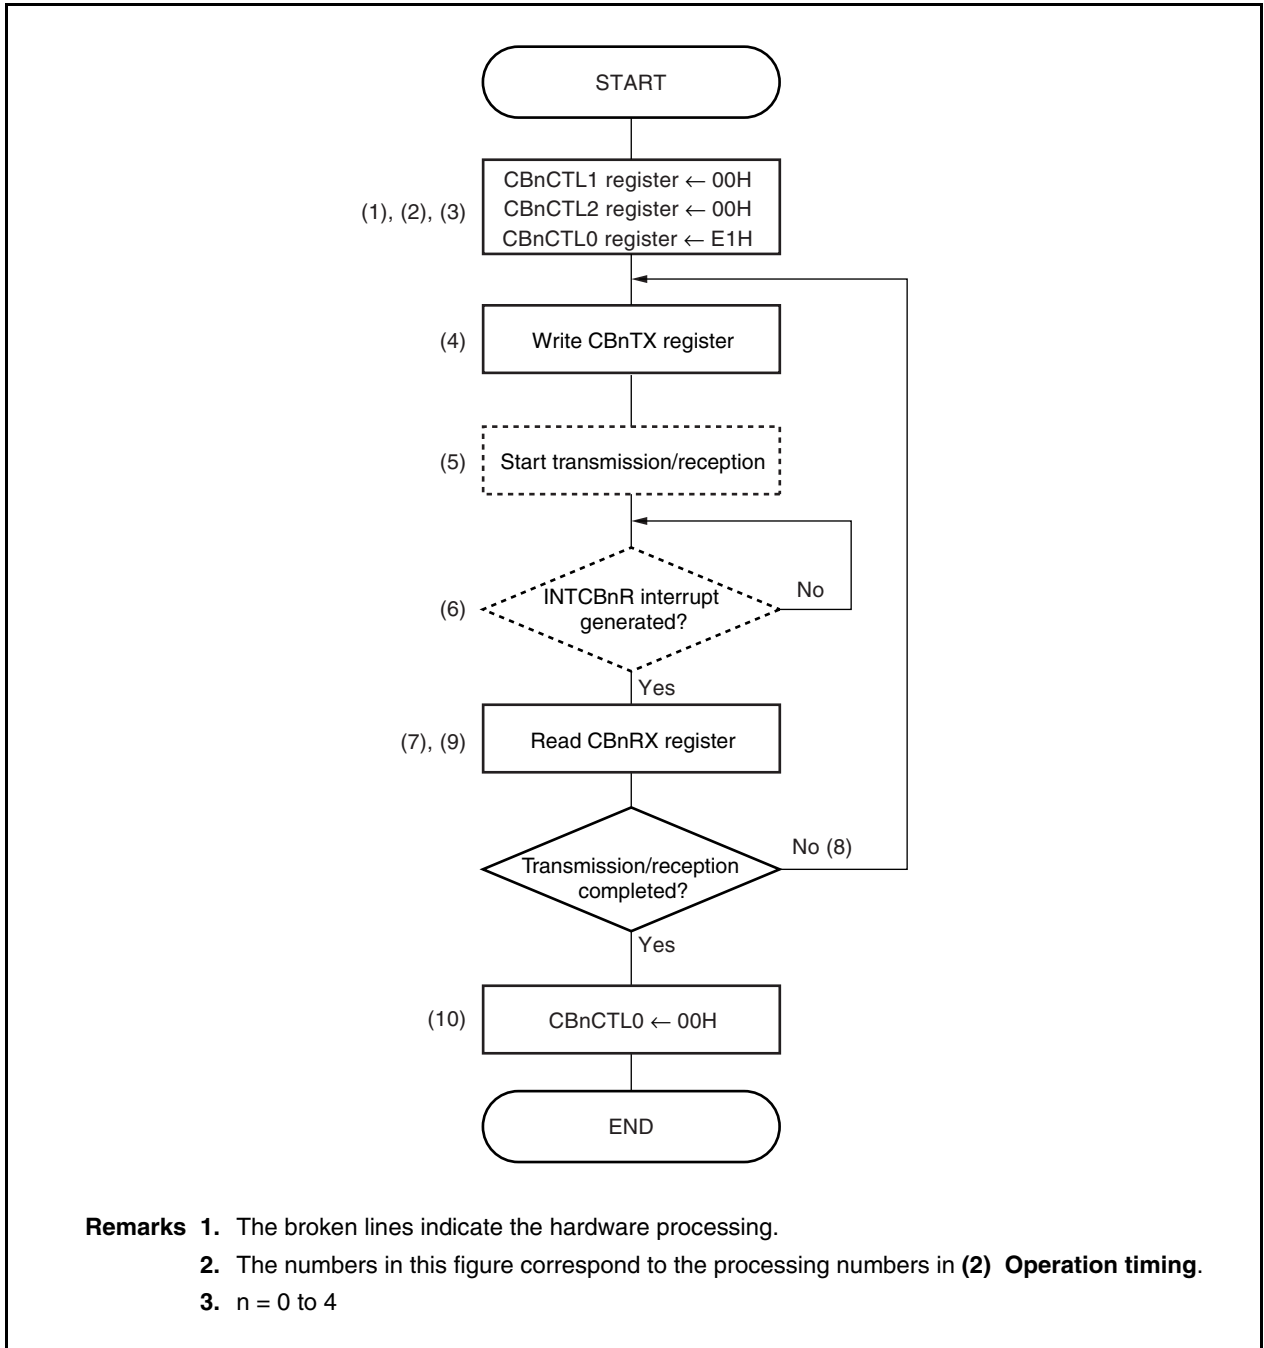 START
(1), (2), (3)
CBnCTL1 register ← 00H
CBnCTL2 register ← 00H
CBnCTL0 register ← E1H
(4)
Write CBnTX register
(5)
Start transmission/reception
(6)
INTCBnR interrupt
generated?
No
Yes
(7), (9)
Read CBnRX register
Transmission/reception
completed?
No (8)
Yes
(10)
CBnCTL0 ← 00H
END
Remarks 1. The broken lines indicate the hardware processing.
2. The numbers in this figure correspond to the processing numbers in (2) Operation timing.
3. n = 0 to 4